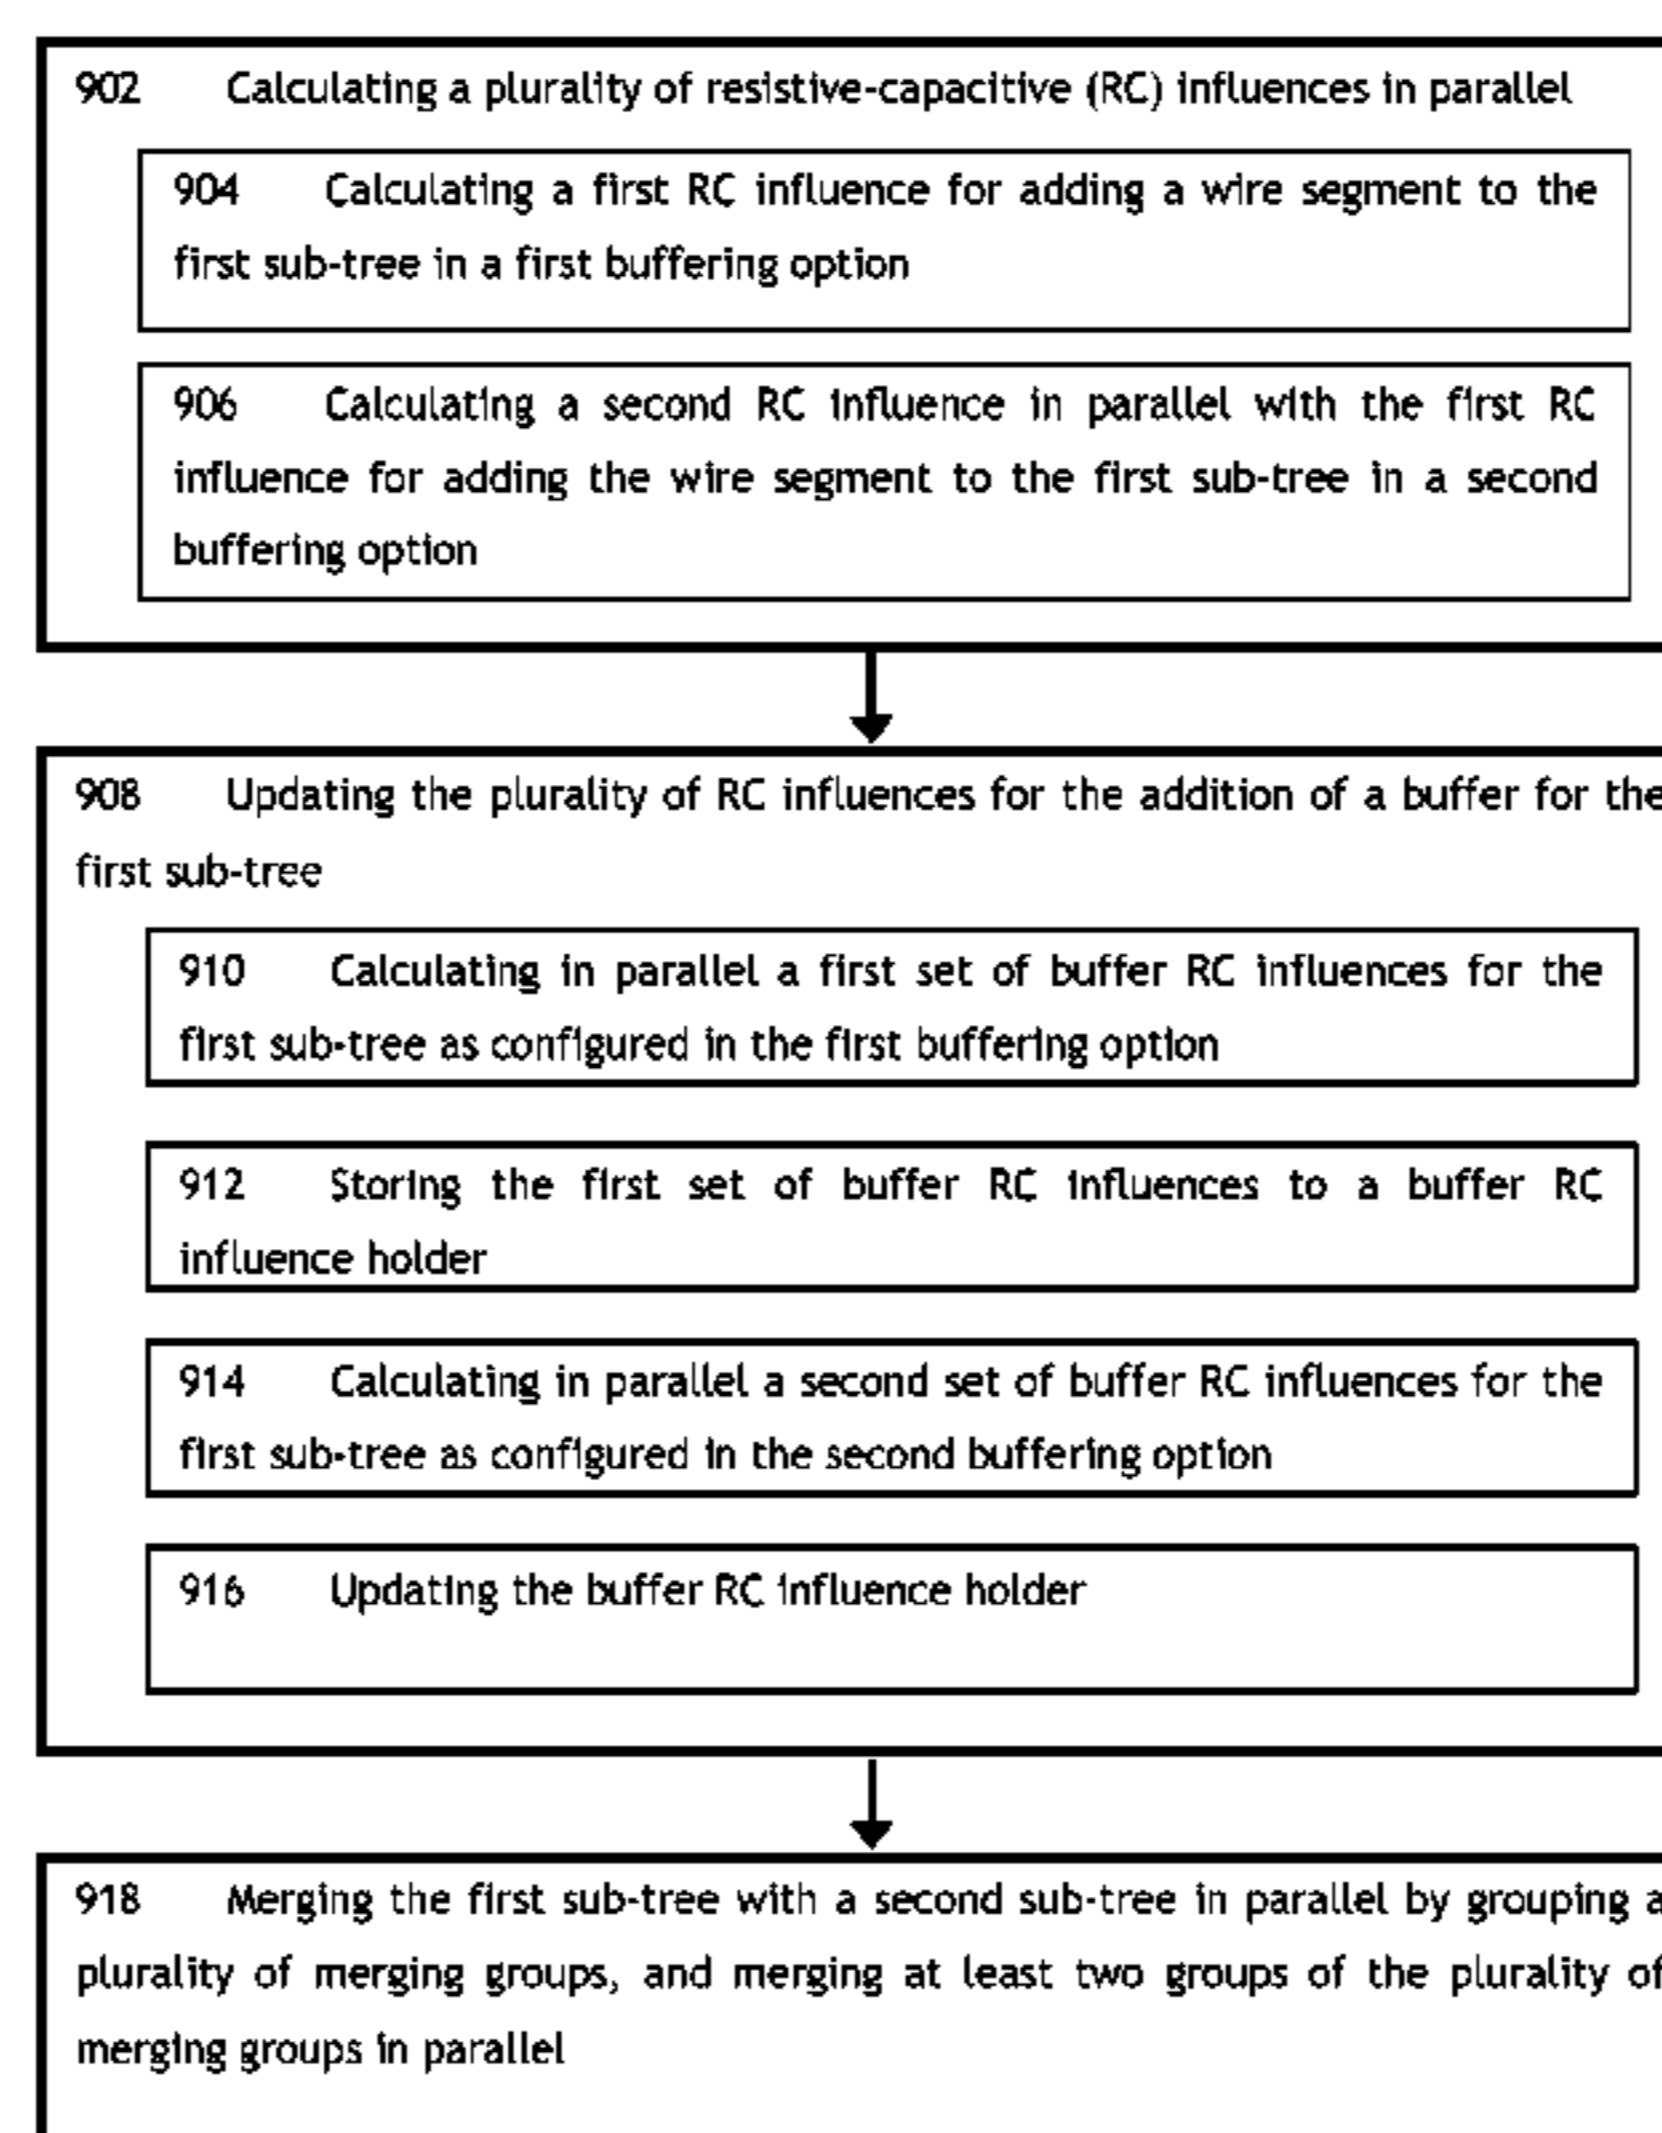 902 Calculating a plurality of resistive-capacitive (RC) influences in parallel
904 Calculating a first RC influence for adding a wire segment to the
first sub-tree in a first buffering option
906 Calculating a second RC influence in parallel with the first RC
influence for adding the wire segment to the first sub-tree in a second
buffering option
908 Updating the plurality of RC influences for the addition of a buffer for the
first sub-tree
910 Calculating in parallel a first set of buffer RC influences for the
first sub-tree as configured in the first buffering option
912 Storing the first set of buffer RC influences to a buffer RC
influence holder
914 Calculating in parallel a second set of buffer RC influences for the
first sub-tree as configured in the second buffering option
916 Updating the buffer RC influence holder
918 Merging the first sub-tree with a second sub-tree in parallel by grouping a
plurality of merging groups, and merging at least two groups of the plurality of
merging groups in parallel